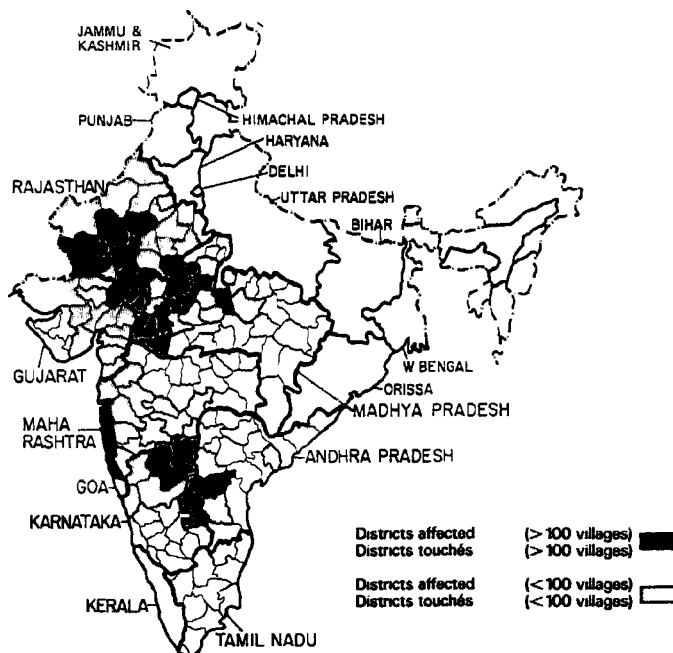 JAMMU &
KASHMIR
PUNJAB
HIMACHAL PRADESH
HARYANA
DELHI
RAJASTHAN
UTTAR PRADESH
BIHAR
GUJARAT
W BENGAL
ORISSA
MADHYA PRADESH
MAHA
RASHTRA
ANDHRA PRADESH
GOA
KARNATAKA
KERALA
TAMIL NADU
Districts affected (> 100 villages)
Districts touchés (> 100 villages)
Districts affected (< 100 villages)
Districts touchés (< 100 villages)